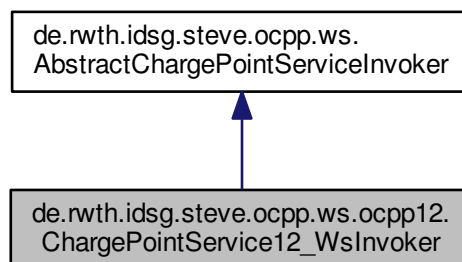 de.rwth.idsg.steve.ocpp.ws.
AbstractChargePointServiceInvoker
de.rwth.idsg.steve.ocpp.ws.ocpp12.
ChargePointService12_WsInvoker